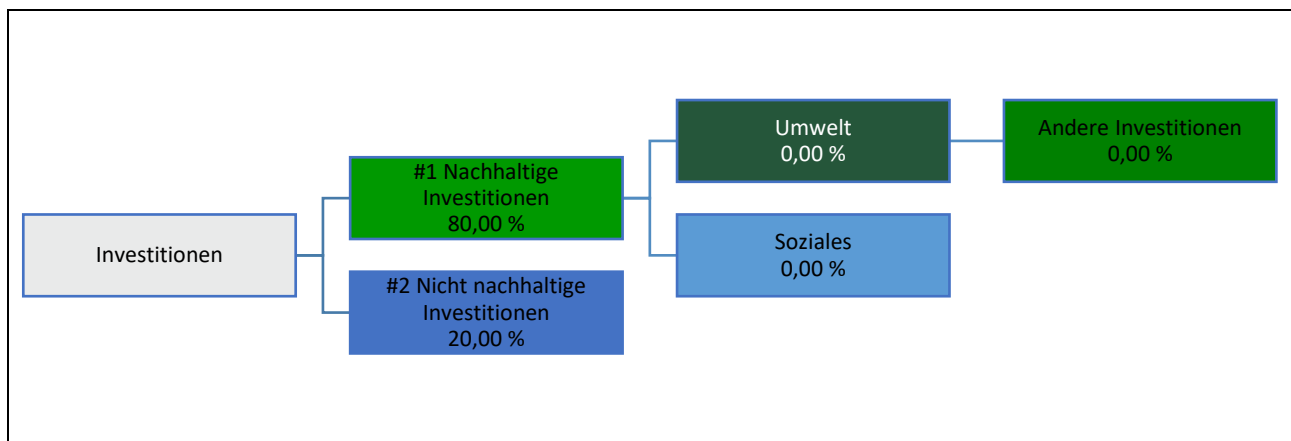 Investitionen
#1 Nachhaltige
Investitionen
80,00 %
#2 Nicht nachhaltige
Investitionen
20,00 %
Umwelt
0,00 %
Soziales
0,00 %
Andere Investitionen
0,00 %